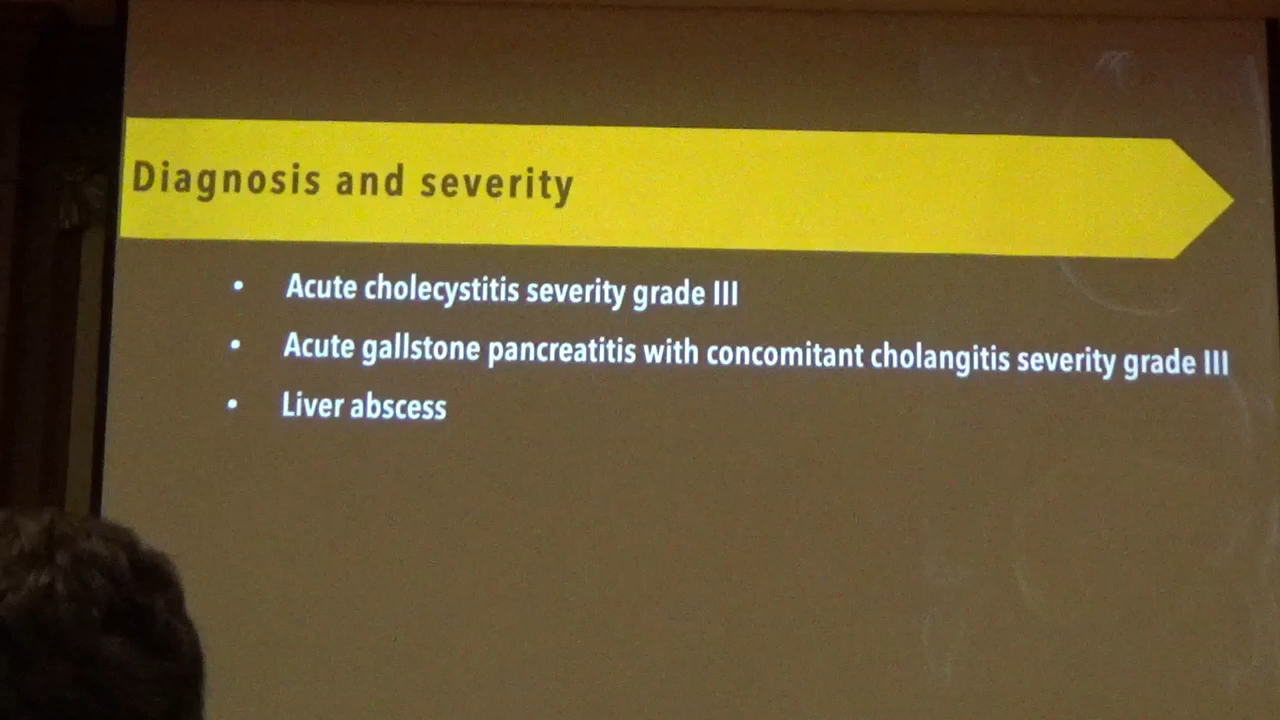 Diagnosis and severity
• Acute cholecystitis severity grade III
• Acute gallstone pancreatitis with concomitant cholangitis severity grade III
• Liver abscess